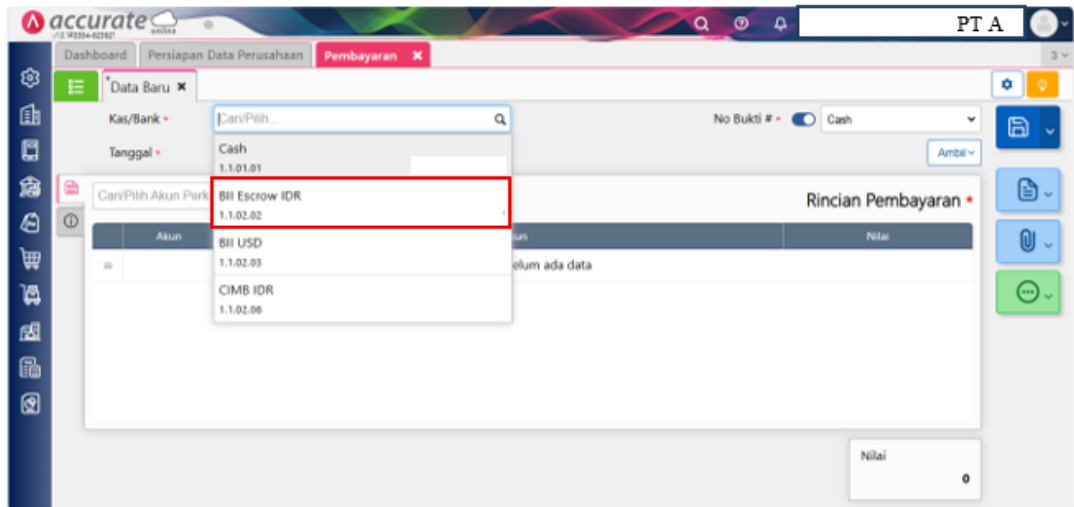 accurate online
PT A
Dashboard
Persiapan Data Perusahaan
Pembayaran
3
*Data Baru
Kas/Bank *
Cari/Pilih...
No Bukti # *
Cash
Tanggal *
Cash
1.1.01.01
Ambil
Cari/Pilih Akun Perk
BII Escrow IDR
1.1.02.02
Rincian Pembayaran *
Akun
Nilai
BII USD
1.1.02.03
elum ada data
CIMB IDR
1.1.02.06
Nilai
0